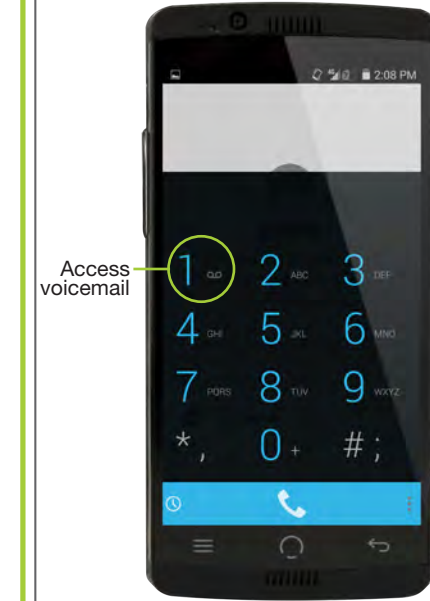 2:08 PM
Access
voicemail
1
2 ABC
3 DEF
4 GHI
5 JKL
6 MNO
7 PQRS
8 TUV
9 WXYZ
*,
0 +
# ;